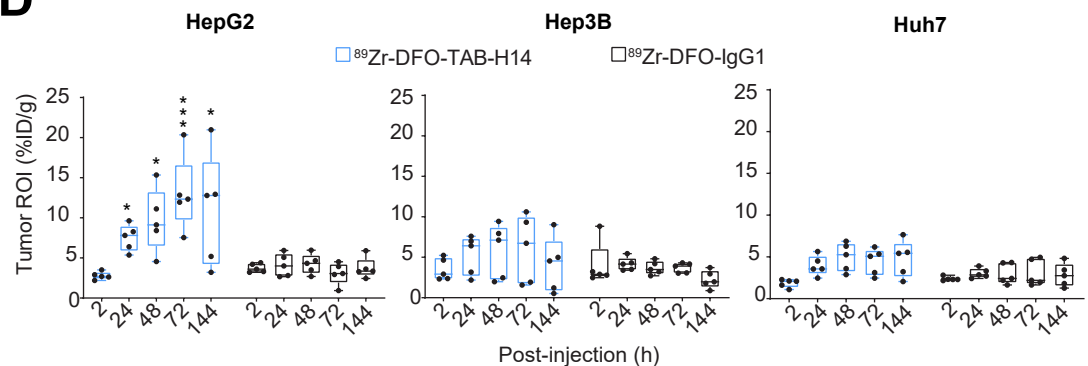 D
HepG2 Hep3B Huh7
89Zr-DFO-TAB-H14 89Zr-DFO-IgG1
Tumor ROI (%ID/g)
25 20 15 10 5 0
* * *** *
2 24 48 72 144 2 24 48 72 144
25 20 15 10 5 0
2 24 48 72 144 2 24 48 72 144
25 20 15 10 5 0
2 24 48 72 144 2 24 48 72 144
Post-injection (h)